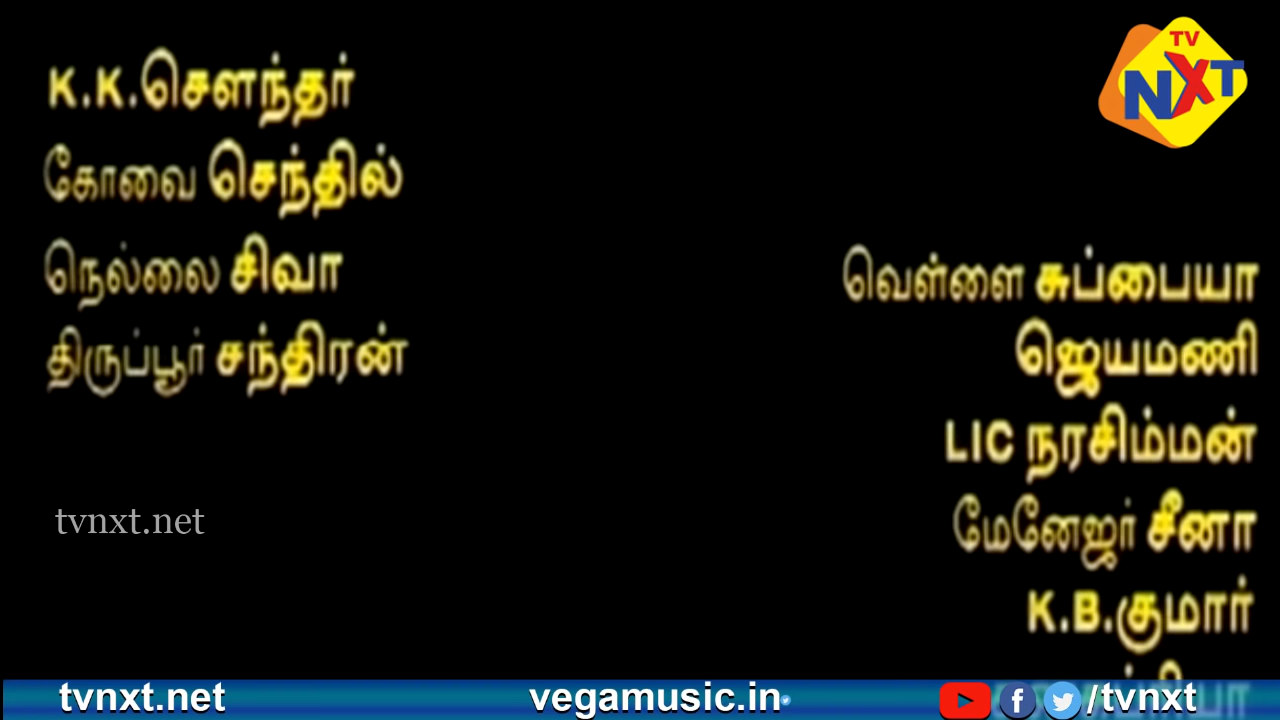 TV
NXT
K.K.சௌந்தர்
கோவை செந்தில்
நெல்லை சிவா
திருப்பூர் சந்திரன்
வெள்ளை சுப்பையா
ஜெயமணி
LIC நரசிம்மன்
மேனேஜர் சீனா
K.B.குமார்
tvnxt.net
tvnxt.net
vegamusic.in
/tvnxt